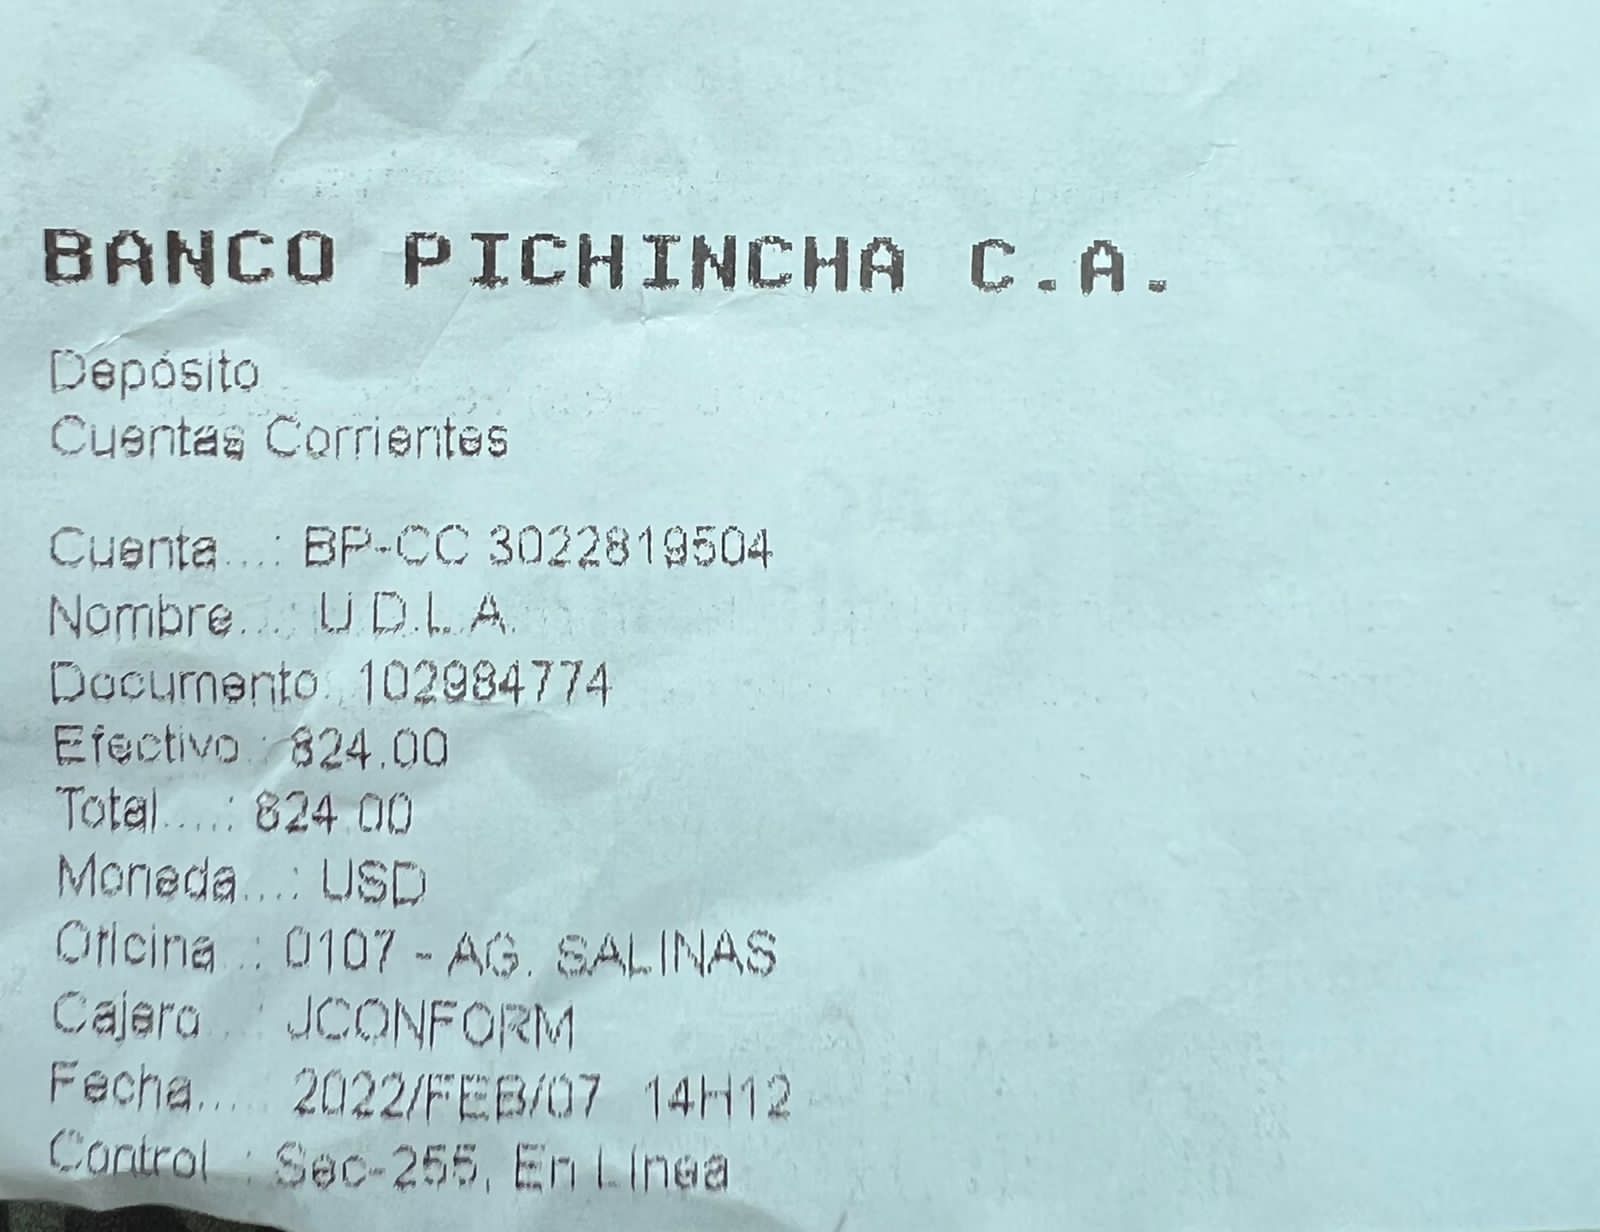 BANCO PICHINCHA C.A.
Depósito
Cuentas Corrientes
Cuenta...: BP-CC 3022819504
Nombre...: U.D.L.A.
Documento: 102984774
Efectivo : 824.00
Total....: 824.00
Moneda...: USD
Oficina..: 0107 - AG. SALINAS
Cajero...: JCONFORM
Fecha....: 2022/FEB/07 14H12
Control..: Sec-255, En Línea